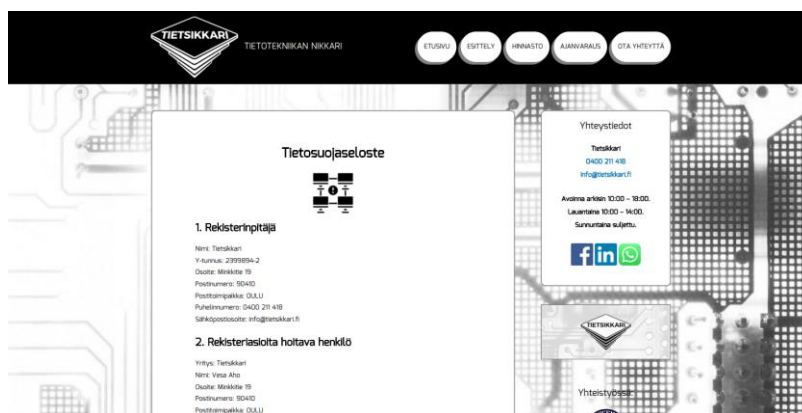 TIETSIKKARI
TIETOTEKNIIKAN NIKKARI
ETUSIVU
ESITTELY
HINNASTO
AJANVARAUS
OTA YHTEYTTÄ
Tietosuojaseloste
1. Rekisterinpitäjä
Nimi: Tietsikkari
Y-tunnus: 2399894-2
Osoite: Minkkitie 19
Postinumero: 90410
Postitoimipaikka: OULU
Puhelinnumero: 0400 211 418
Sähköpostiosoite: info@tietsikkari.fi
2. Rekisteriasioita hoitava henkilö
Yritys: Tietsikkari
Nimi: Vesa Aho
Osoite: Minkkitie 19
Postinumero: 90410
Postitoimipaikka: OULU
Yhteystiedot
Tietsikkari
0400 211 418
info@tietsikkari.fi
Avoinna arkisin 10:00 – 18:00.
Lauantaina 10:00 – 14:00.
Sunnuntaina suljettu.
TIETSIKKARI
Yhteistyössä: